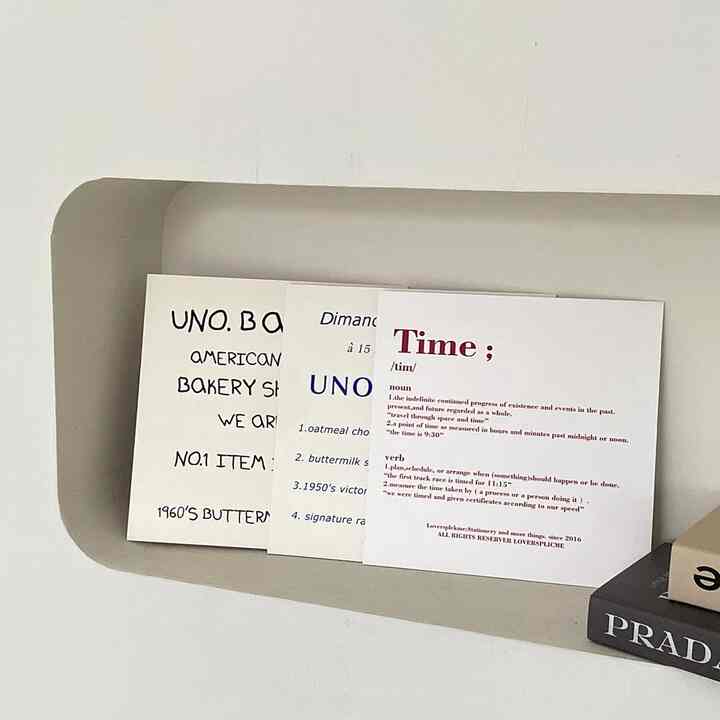 UNO. BO
AMERICAN
BAKERY SH
WE AR
NO.1 ITEM
1960'S BUTTERM
Dimanc
à 15
UNO
1.oatmeal cho
2. buttermilk s
3.1950's victor
4. signature ra
Time ;
/tim/
noun
1.the indefinite continued progress of existence and events in the past.
present,and future regarded as a whole.
"travel through space and time"
2.a point of time as measured in hours and minutes past midnight or noon.
"the time is 9:30"
verb
1.plan,schedule, or arrange when (something)should happen or be done.
"the first track race is timed for 11:15"
2.measure the time taken by ( a process or a person doing it ) .
"we were timed and given certificates according to our speed"
Loverspleime;Stationery and more things. since 2016
ALL RIGHTS RESERVER LOVERSPLICME
PRADA